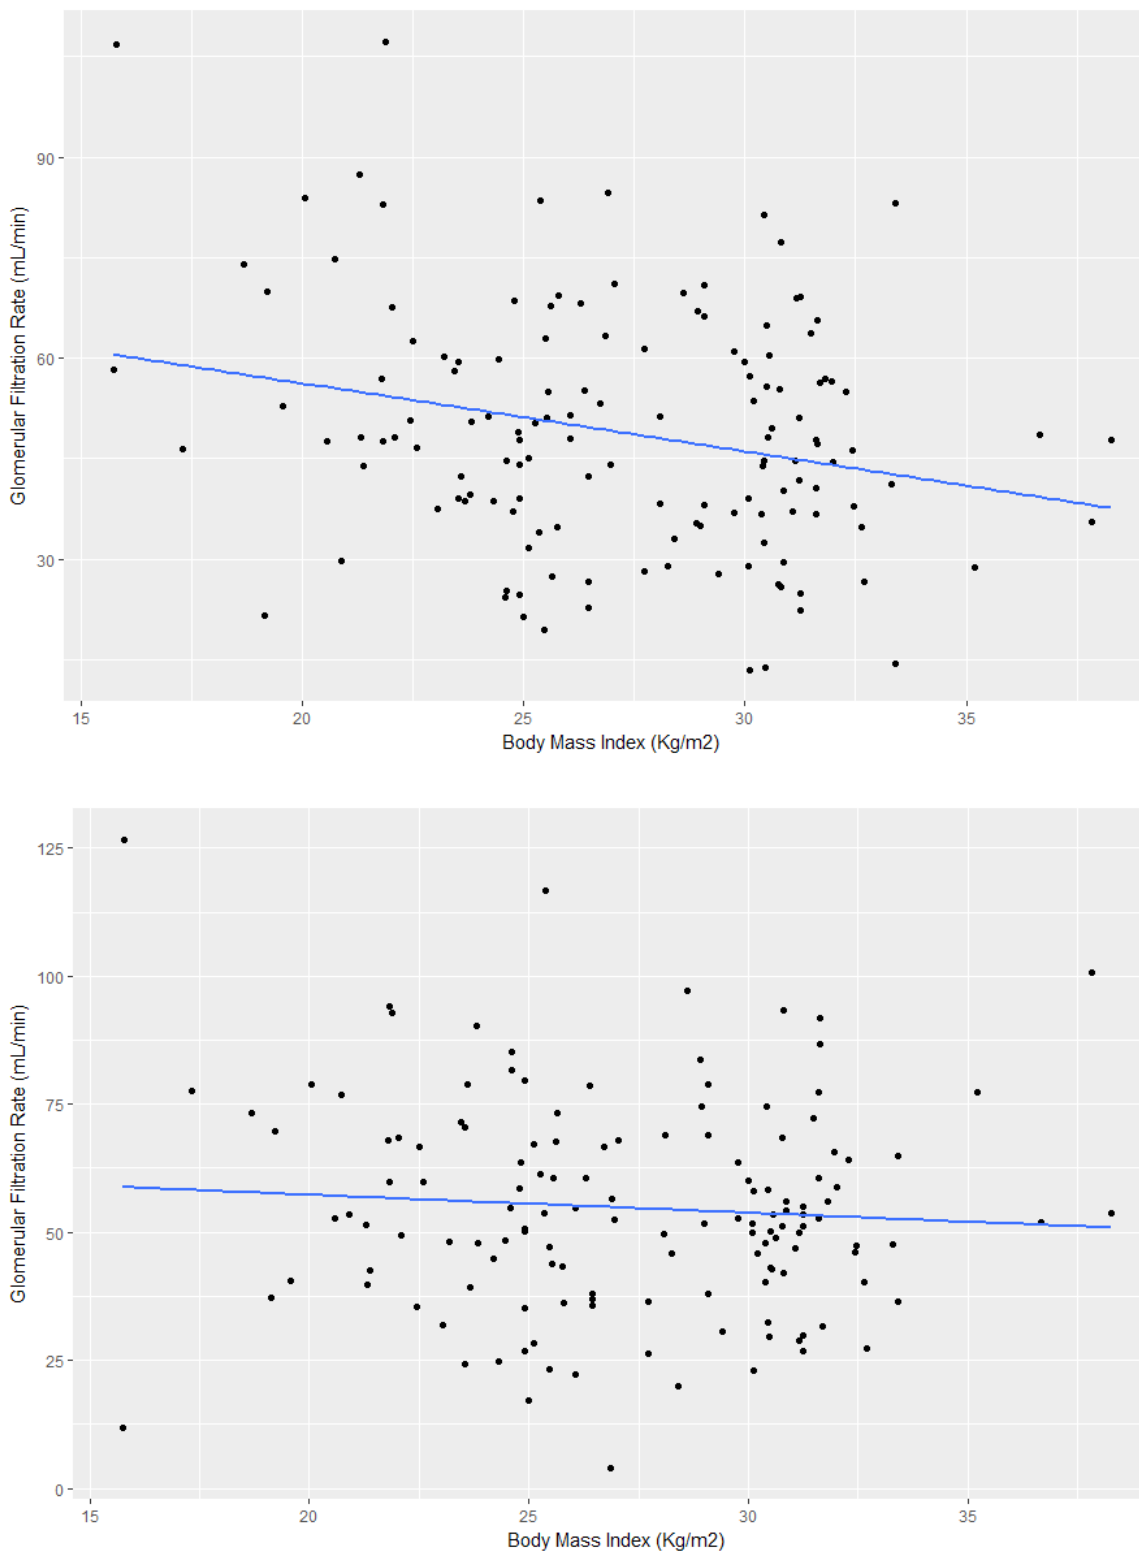 Glomerular Filtration Rate (mL/min)
90
60
30
15 20 25 30 35
Body Mass Index (Kg/m2)
Glomerular Filtration Rate (mL/min)
125
100
75
50
25
0
15 20 25 30 35
Body Mass Index (Kg/m2)